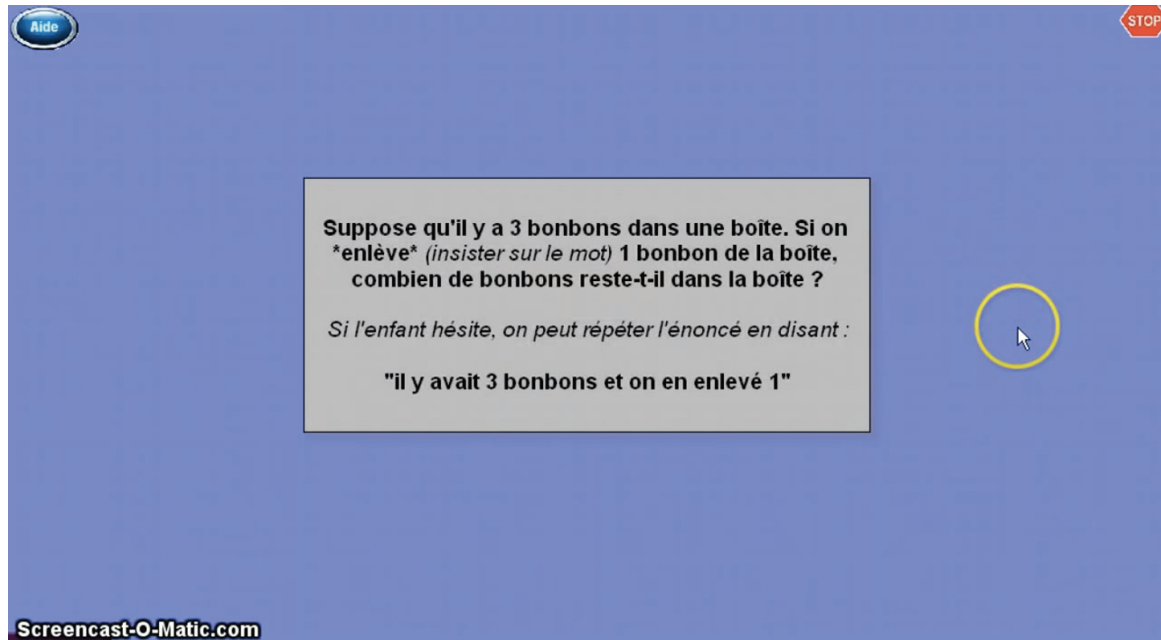 Aide
STOP
Suppose qu'il y a 3 bonbons dans une boîte. Si on
*enlève* (insister sur le mot) 1 bonbon de la boîte,
combien de bonbons reste-t-il dans la boîte ?
Si l'enfant hésite, on peut répéter l'énoncé en disant :
"il y avait 3 bonbons et on en enlevé 1"
Screencast-O-Matic.com